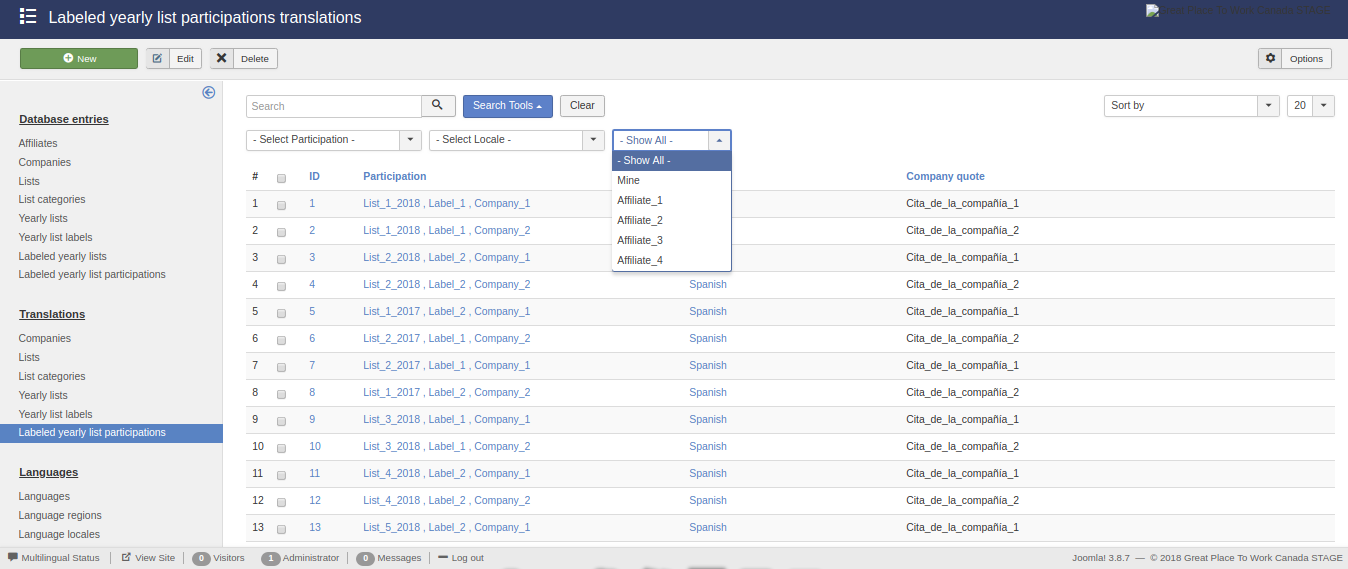 Labeled yearly list participations translations
Great Place To Work Canada STAGE
New Edit Delete Options
Search Search Tools Clear Sort by 20
- Select Participation - - Select Locale - - Show All -
- Show All -
Mine
Affiliate_1
Affiliate_2
Affiliate_3
Affiliate_4
Database entries
Affiliates
Companies
Lists
List categories
Yearly lists
Yearly list labels
Labeled yearly lists
Labeled yearly list participations
Translations
Companies
Lists
List categories
Yearly lists
Yearly list labels
Labeled yearly list participations
Languages
Languages
Language regions
Language locales
# ID Participation Company quote
1 1 List_1_2018 , Label_1 , Company_1 Cita_de_la_compañía_1
2 2 List_1_2018 , Label_1 , Company_2 Cita_de_la_compañía_2
3 3 List_2_2018 , Label_2 , Company_1 Cita_de_la_compañía_1
4 4 List_2_2018 , Label_2 , Company_2 Spanish Cita_de_la_compañía_2
5 5 List_1_2017 , Label_2 , Company_1 Spanish Cita_de_la_compañía_1
6 6 List_2_2017 , Label_1 , Company_2 Spanish Cita_de_la_compañía_2
7 7 List_2_2017 , Label_1 , Company_1 Spanish Cita_de_la_compañía_1
8 8 List_1_2017 , Label_2 , Company_2 Spanish Cita_de_la_compañía_2
9 9 List_3_2018 , Label_1 , Company_1 Spanish Cita_de_la_compañía_1
10 10 List_3_2018 , Label_1 , Company_2 Spanish Cita_de_la_compañía_2
11 11 List_4_2018 , Label_2 , Company_1 Spanish Cita_de_la_compañía_1
12 12 List_4_2018 , Label_2 , Company_2 Spanish Cita_de_la_compañía_2
13 13 List_5_2018 , Label_2 , Company_1 Spanish Cita_de_la_compañía_1
Multilingual Status View Site 0 Visitors 1 Administrator 0 Messages Log out Joomla! 3.8.7 — © 2018 Great Place To Work Canada STAGE